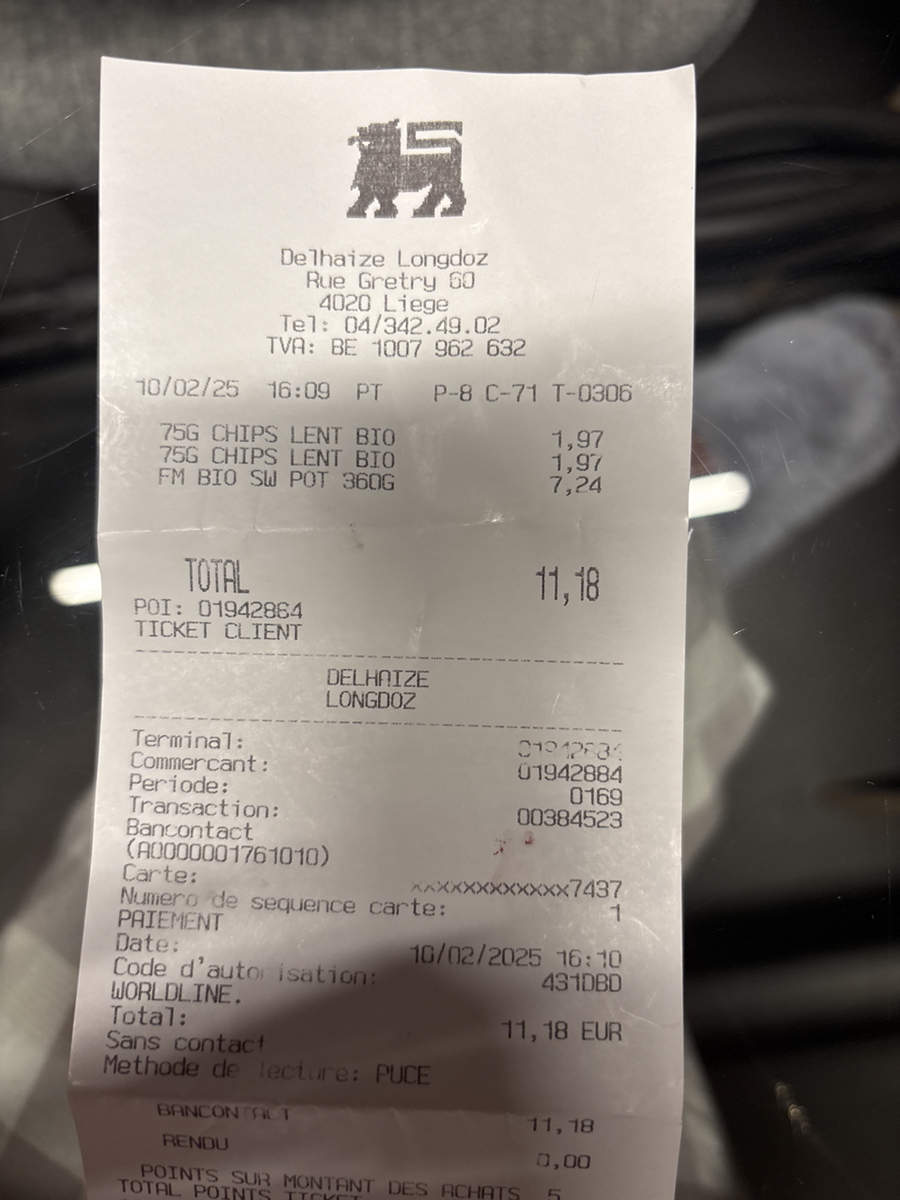 Delhaize Longdoz
Rue Gretry 60
4020 Liege
Tel: 04/342.49.02
TVA: BE 1007 962 632
10/02/25 16:09 PT P-8 C-71 T-0306
75G CHIPS LENT BIO 1,97
75G CHIPS LENT BIO 1,97
FM BIO SW POT 360G 7,24
TOTAL 11,18
POI: 01942884
TICKET CLIENT
DELHAIZE
LONGDOZ
Terminal: 01942884
Commercant: 01942884
Periode: 0169
Transaction: 00384523
Bancontact
(A0000001761010)
Carte: xxxxxxxxxxxxx7437
Numero de sequence carte: 1
PAIEMENT
Date: 10/02/2025 16:10
Code d'autorisation: 431DBD
WORLDLINE.
Total: 11,18 EUR
Sans contact
Methode de lecture: PUCE
BANCONTACT 11,18
RENDU 0,00
POINTS SUR MONTANT DES ACHATS 5
TOTAL POINTS TICKET